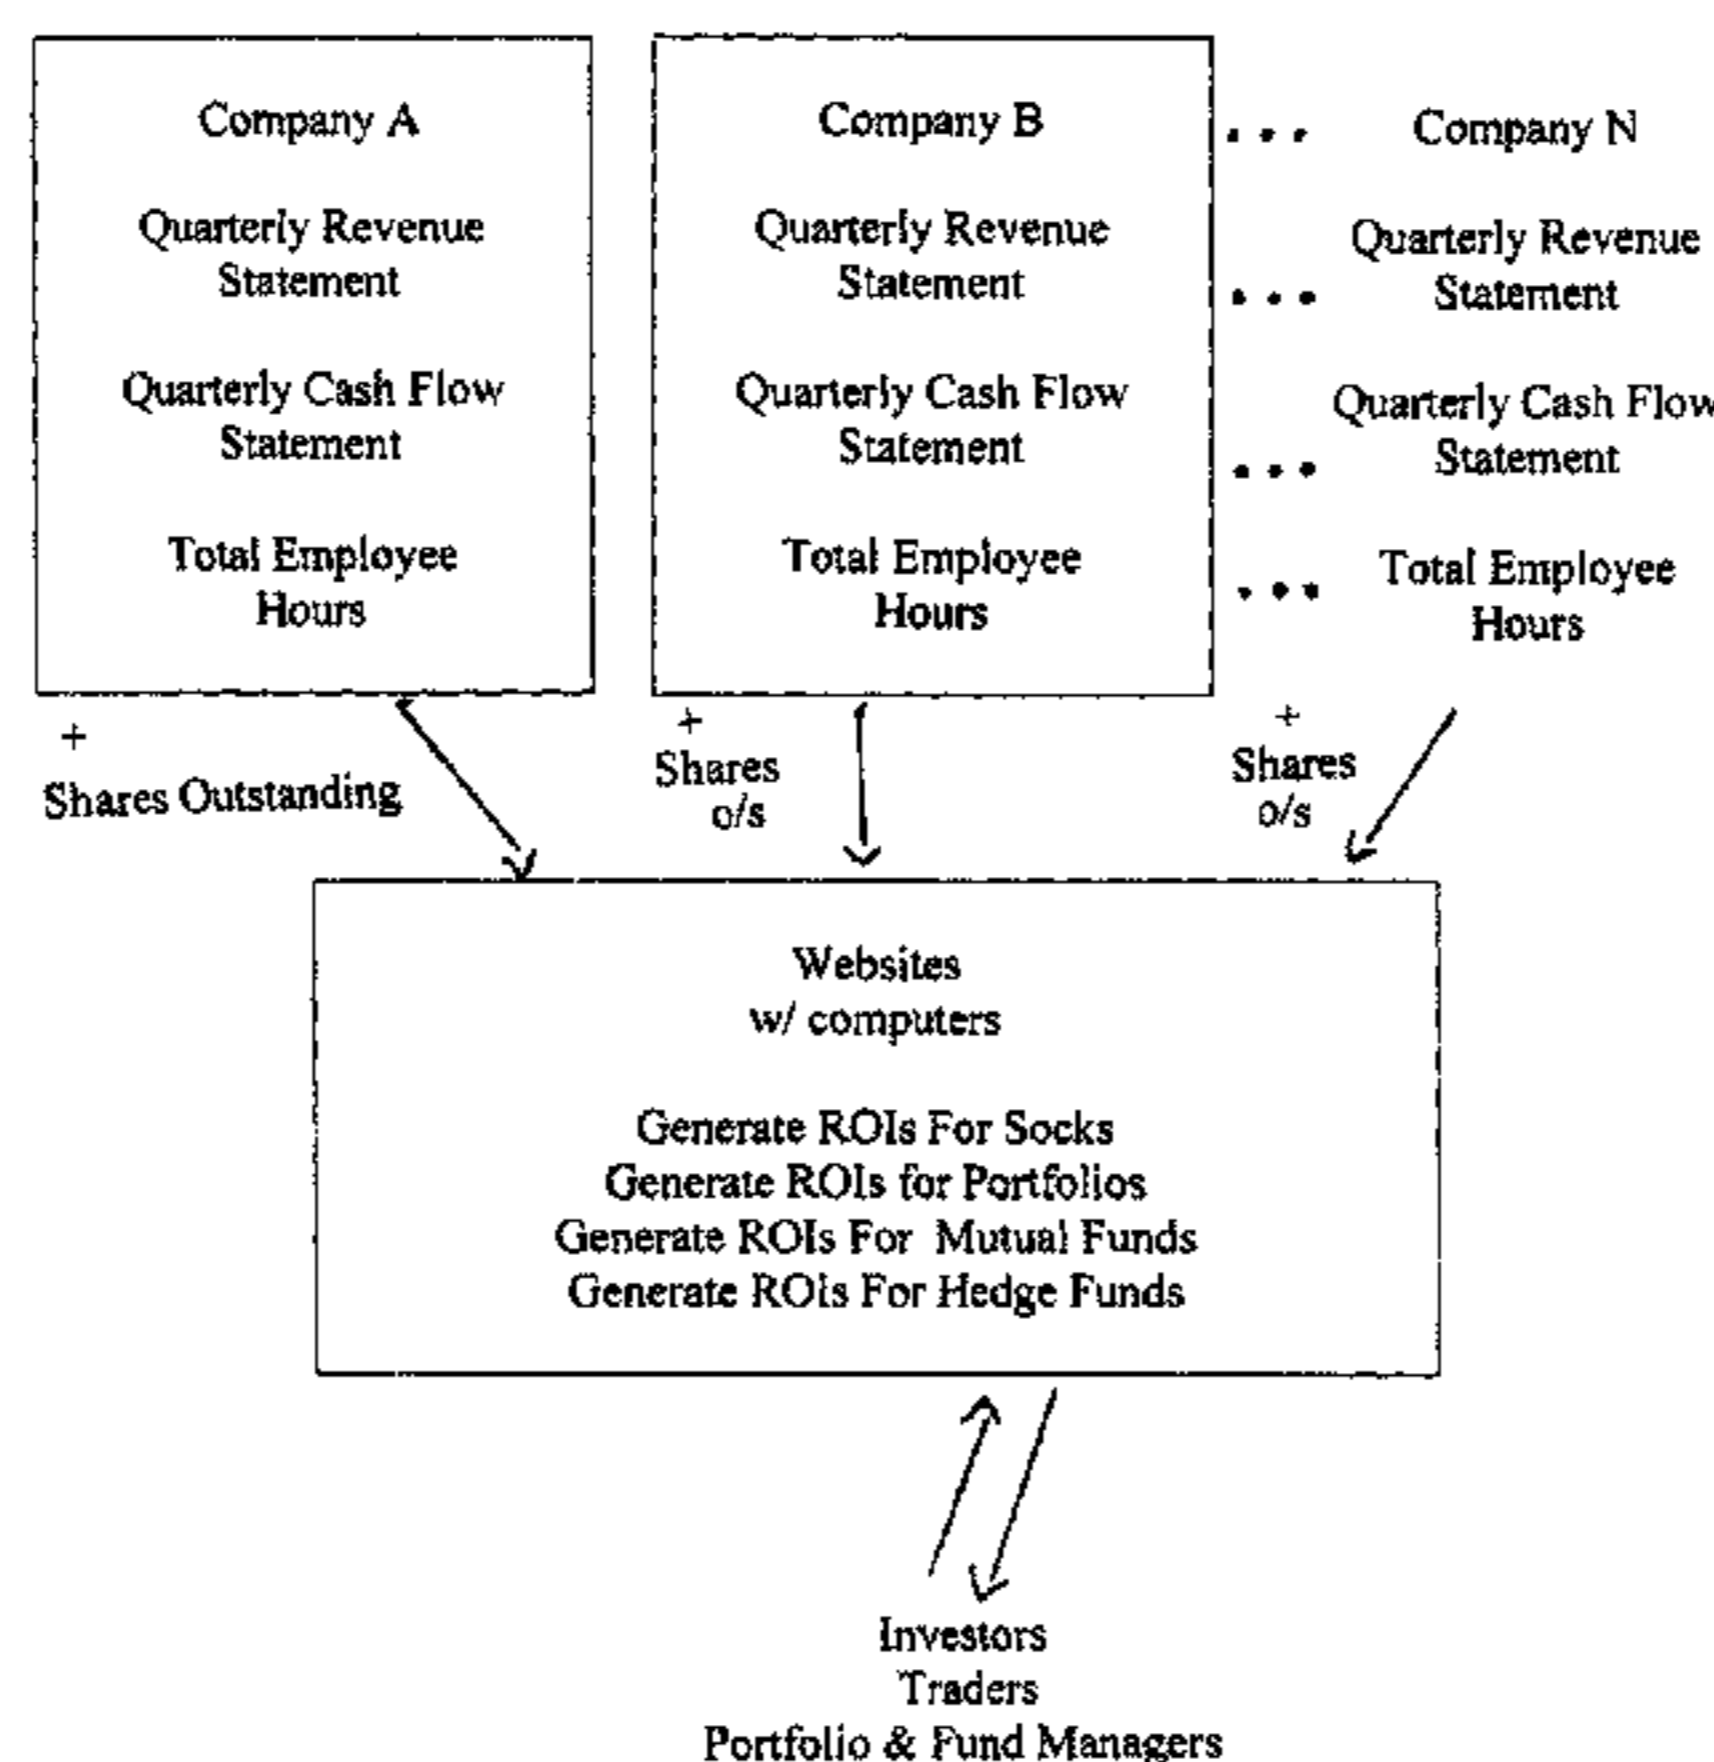 Company A
Quarterly Revenue
Statement
Quarterly Cash Flow
Statement
Total Employee
Hours
+
Shares Outstanding
Company B
Quarterly Revenue
Statement
Quarterly Cash Flow
Statement
Total Employee
Hours
+
Shares
o/s
... Company N
... Quarterly Revenue
Statement
... Quarterly Cash Flow
Statement
... Total Employee
Hours
+
Shares
o/s
Websites
w/ computers
Generate ROIs For Socks
Generate ROIs for Portfolios
Generate ROIs For Mutual Funds
Generate ROIs For Hedge Funds
Investors
Traders
Portfolio & Fund Managers